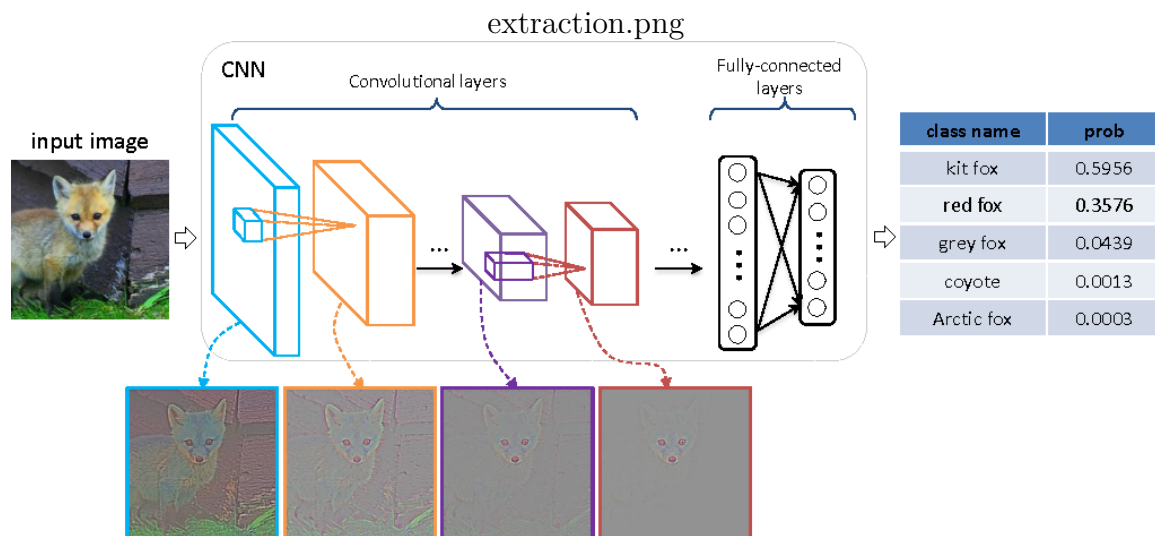 extraction.png
CNN
Convolutional layers
Fully-connected
layers
input image
...
...
class name prob
kit fox 0.5956
red fox 0.3576
grey fox 0.0439
coyote 0.0013
Arctic fox 0.0003